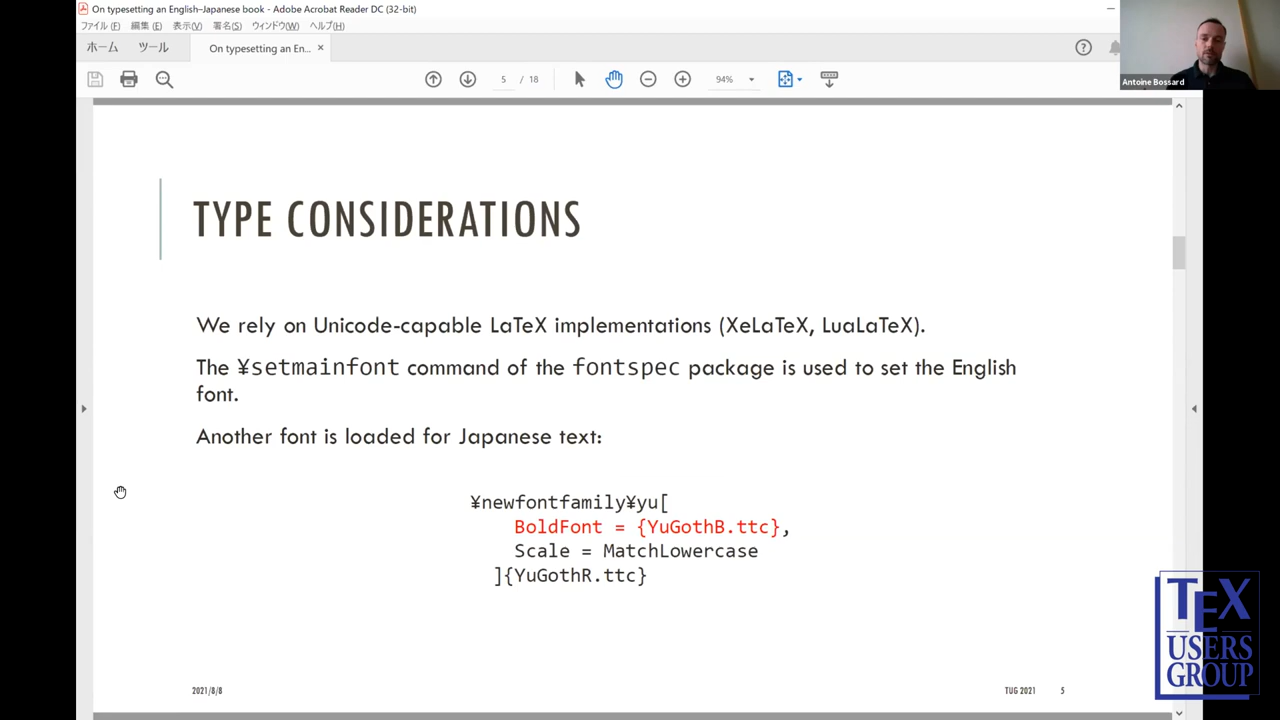 On typesetting an English-Japanese book - Adobe Acrobat Reader DC (32-bit)
ファイル(F) 編集(E) 表示(V) 署名(S) ウィンドウ(W) ヘルプ(H)
ホーム ツール On typesetting an En... ×
5 / 18 94%
Antoine Bossard
TYPE CONSIDERATIONS
We rely on Unicode-capable LaTeX implementations (XeLaTeX, LuaLaTeX).
The ¥setmainfont command of the fontspec package is used to set the English
font.
Another font is loaded for Japanese text:
¥newfontfamily¥yu[
BoldFont = {YuGothB.ttc},
Scale = MatchLowercase
]{YuGothR.ttc}
2021/8/8 TUG 2021 5
TEX
USERS
GROUP